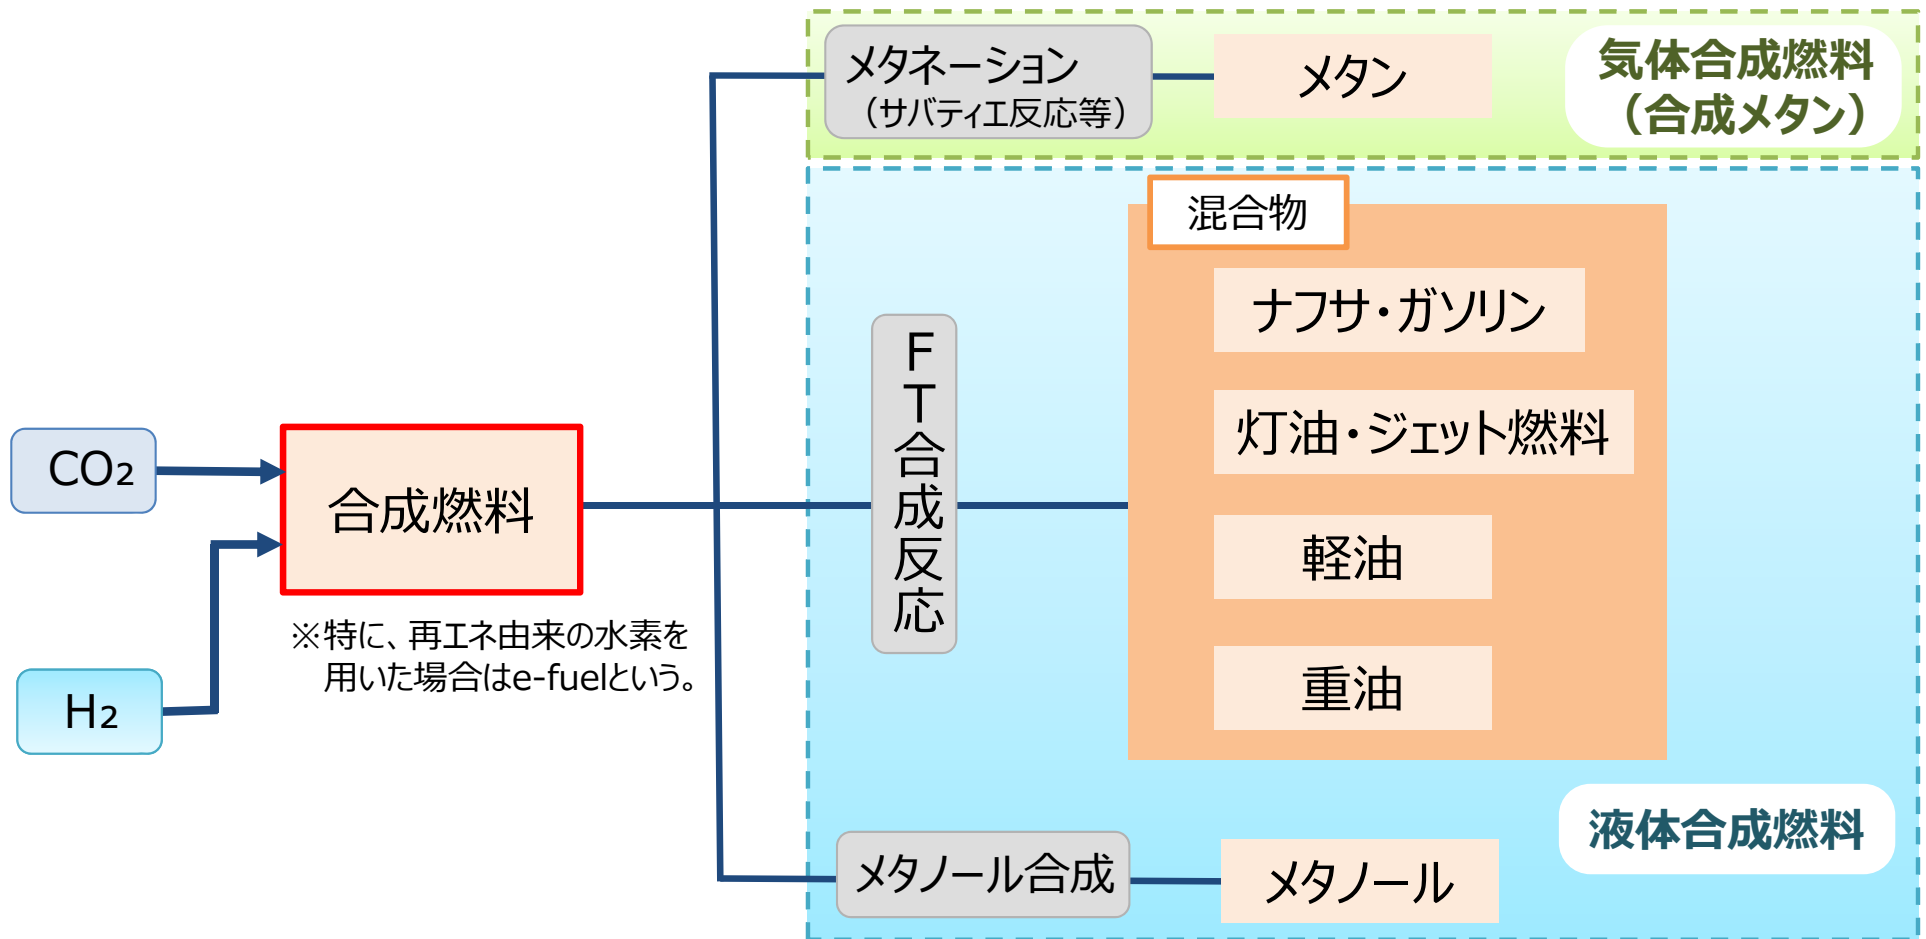 メタネーション
（サバティエ反応等）
メタン
気体合成燃料
（合成メタン）
混合物
ナフサ・ガソリン
灯油・ジェット燃料
軽油
重油
FT合成反応
CO₂
H₂
合成燃料
※特に、再エネ由来の水素を
用いた場合はe-fuelという。
メタノール合成
メタノール
液体合成燃料